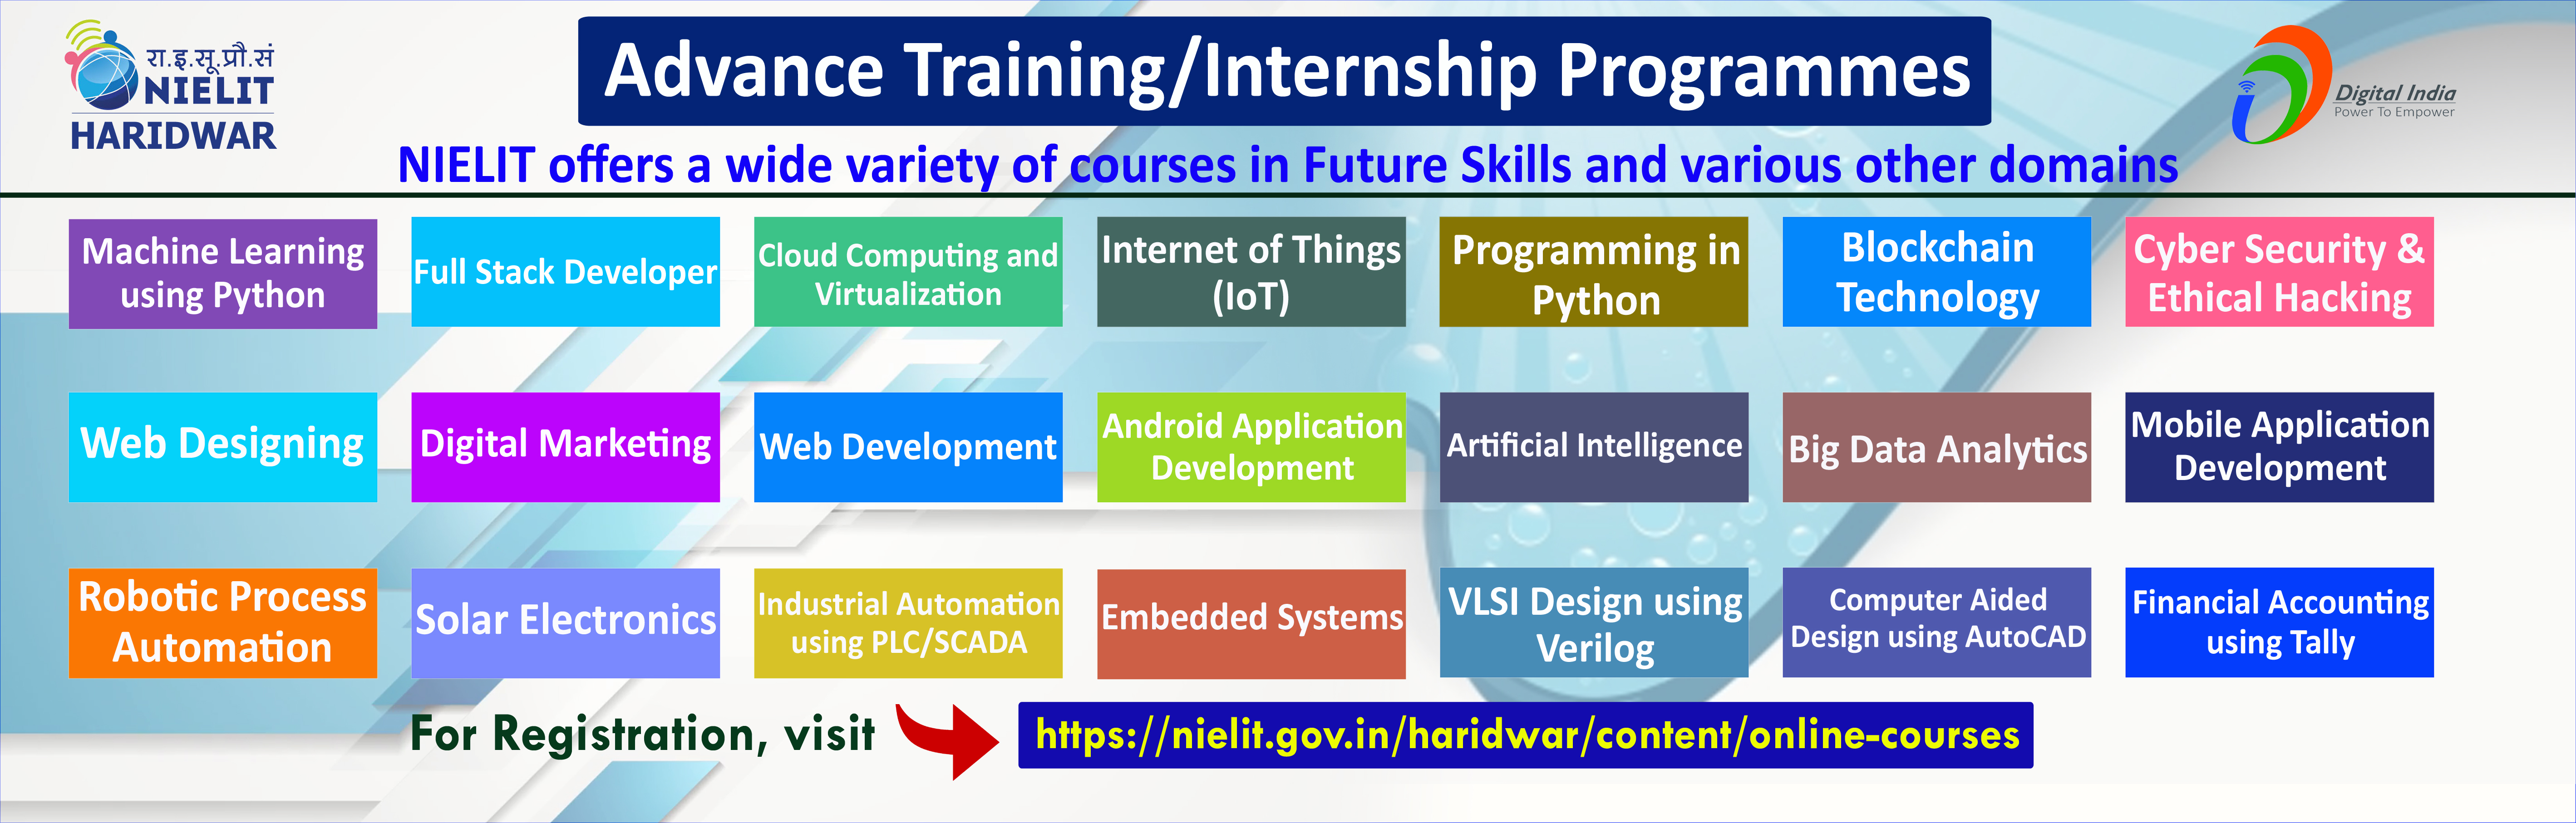 रा.इ.सू.प्रौ.सं
NIELIT
HARIDWAR
Advance Training/Internship Programmes
Digital India
Power To Empower
NIELIT offers a wide variety of courses in Future Skills and various other domains
Machine Learning
using Python
Full Stack Developer
Cloud Computing and
Virtualization
Internet of Things
(IoT)
Programming in
Python
Blockchain
Technology
Cyber Security &
Ethical Hacking
Web Designing
Digital Marketing
Web Development
Android Application
Development
Artificial Intelligence
Big Data Analytics
Mobile Application
Development
Robotic Process
Automation
Solar Electronics
Industrial Automation
using PLC/SCADA
Embedded Systems
VLSI Design using
Verilog
Computer Aided
Design using AutoCAD
Financial Accounting
using Tally
For Registration, visit
https://nielit.gov.in/haridwar/content/online-courses